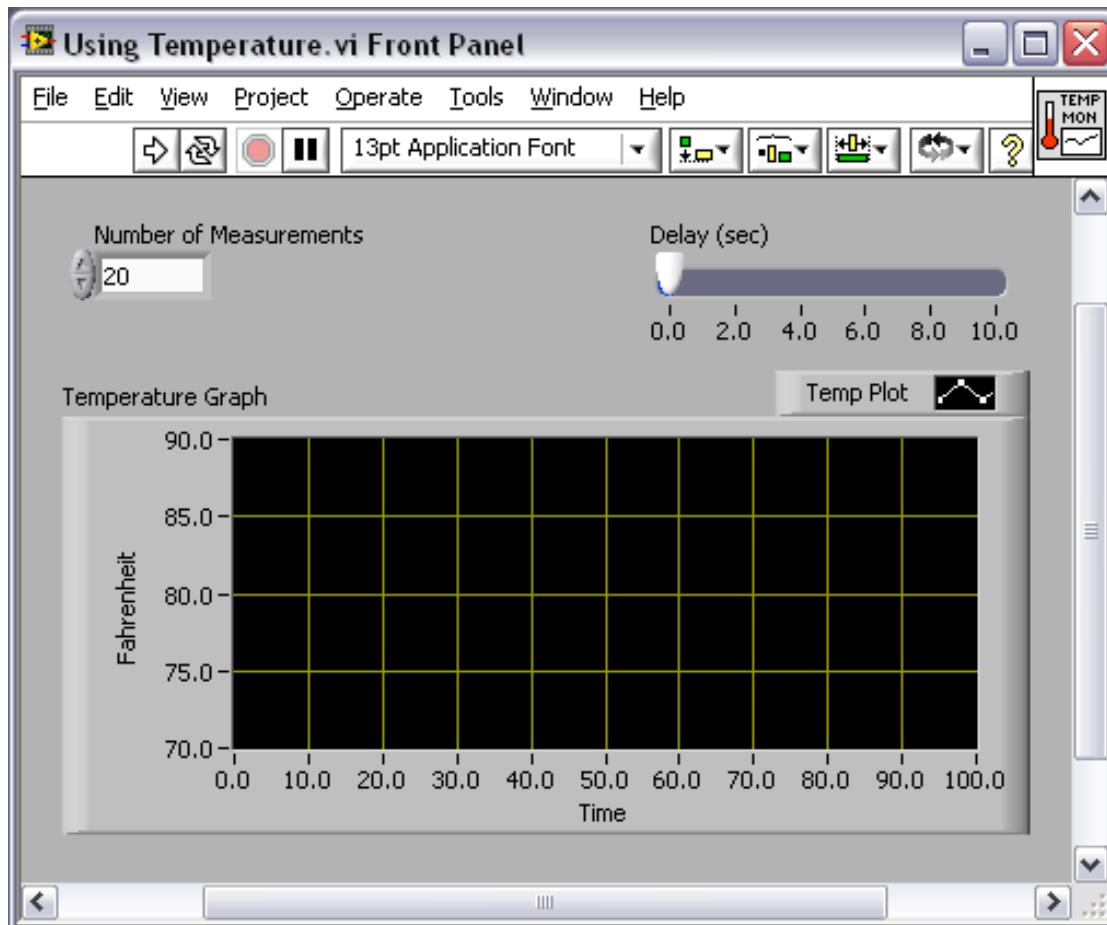 Using Temperature.vi Front Panel
File Edit View Project Operate Tools Window Help
TEMP
MON
13pt Application Font
?
Number of Measurements
20
Delay (sec)
0.0 2.0 4.0 6.0 8.0 10.0
Temperature Graph
Temp Plot
90.0
85.0
80.0
75.0
70.0
Fahrenheit
0.0 10.0 20.0 30.0 40.0 50.0 60.0 70.0 80.0 90.0 100.0
Time